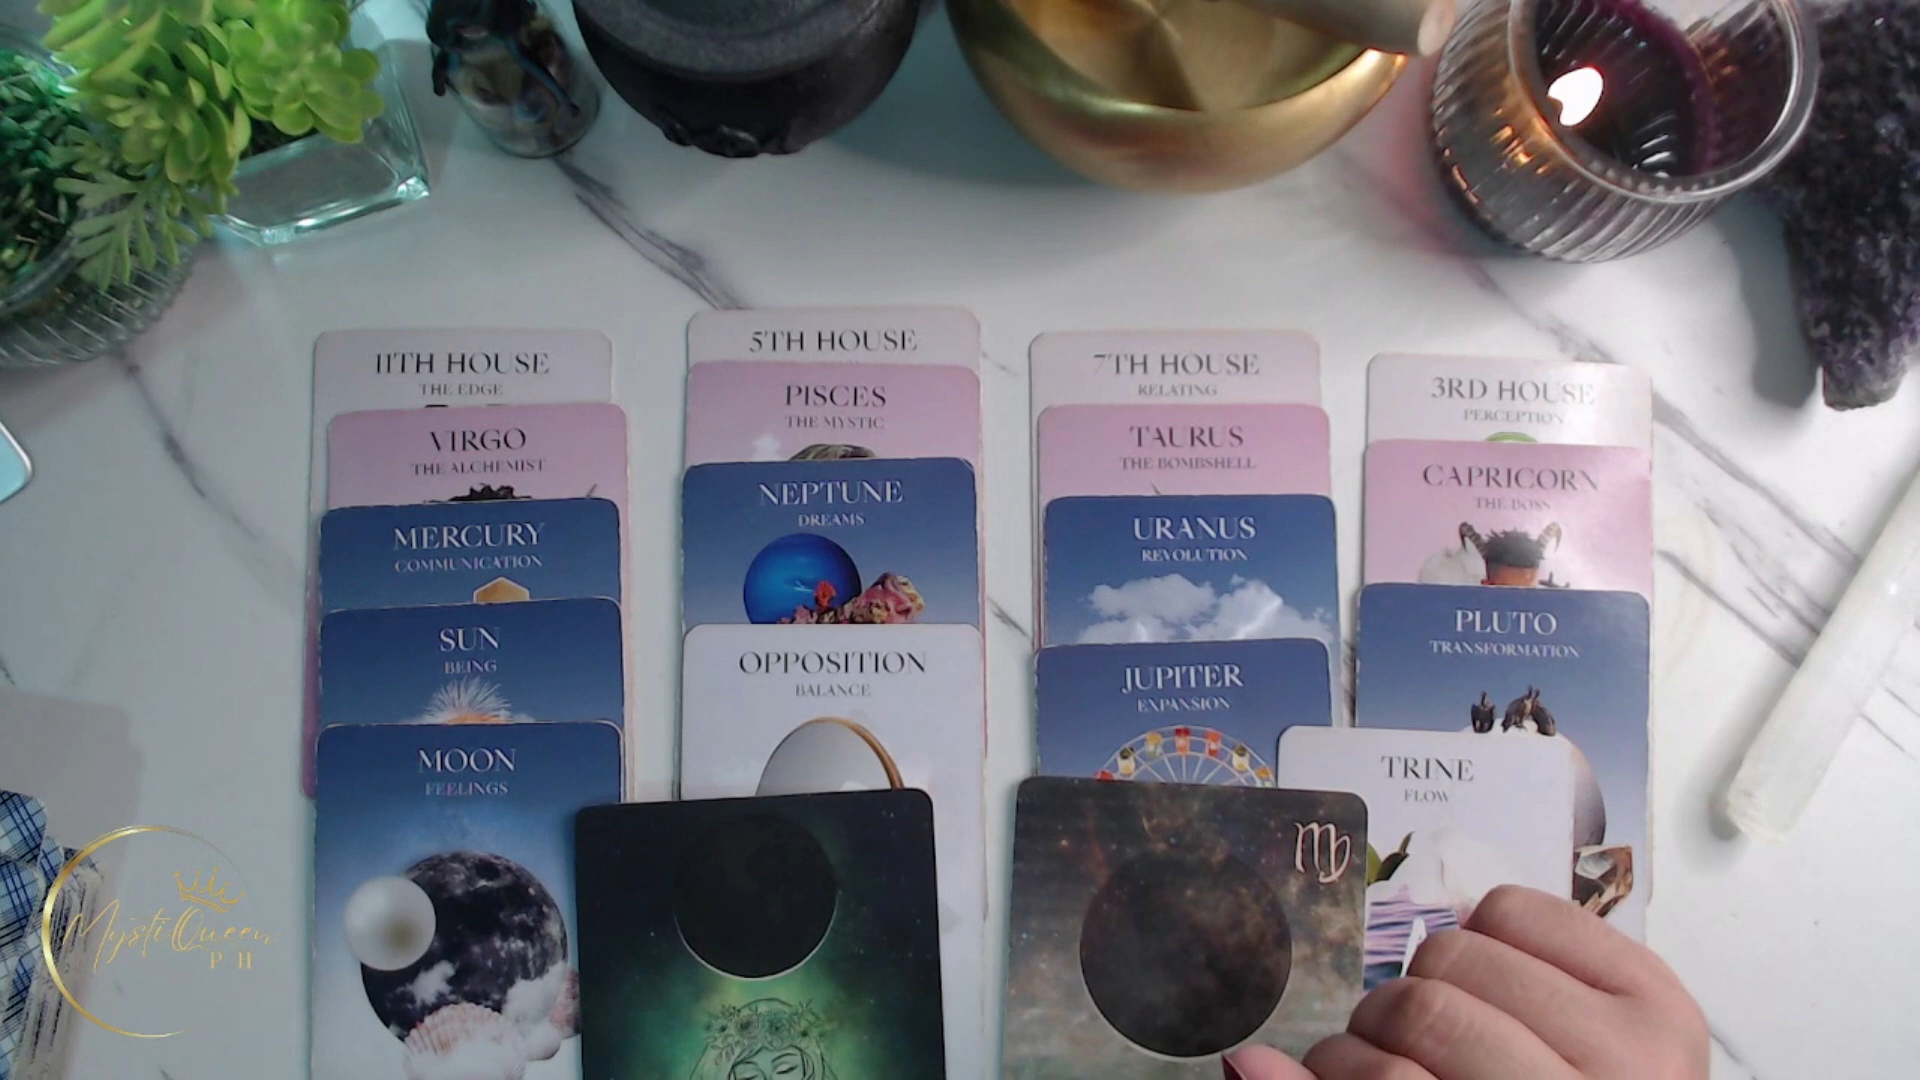 11TH HOUSE
THE EDGE
VIRGO
THE ALCHEMIST
MERCURY
COMMUNICATION
SUN
BEING
MOON
FEELINGS
5TH HOUSE
PISCES
THE MYSTIC
NEPTUNE
DREAMS
OPPOSITION
BALANCE
7TH HOUSE
RELATING
TAURUS
THE BOMBSHELL
URANUS
REVOLUTION
JUPITER
EXPANSION
3RD HOUSE
PERCEPTION
CAPRICORN
THE BOSS
PLUTO
TRANSFORMATION
TRINE
FLOW
MystiQueen
PH